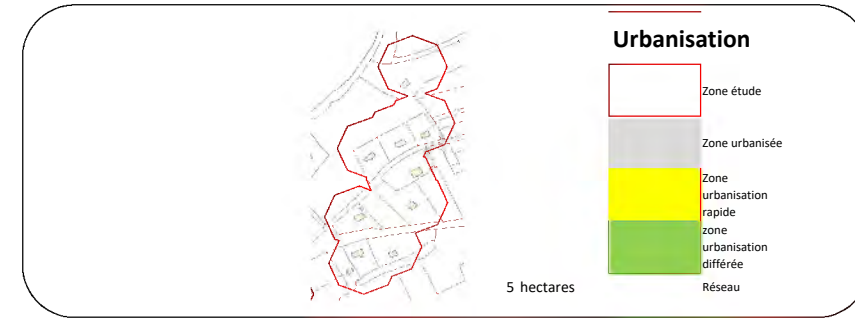 Urbanisation
Zone étude
Zone urbanisée
Zone
urbanisation
rapide
zone
urbanisation
différée
5 hectares
Réseau